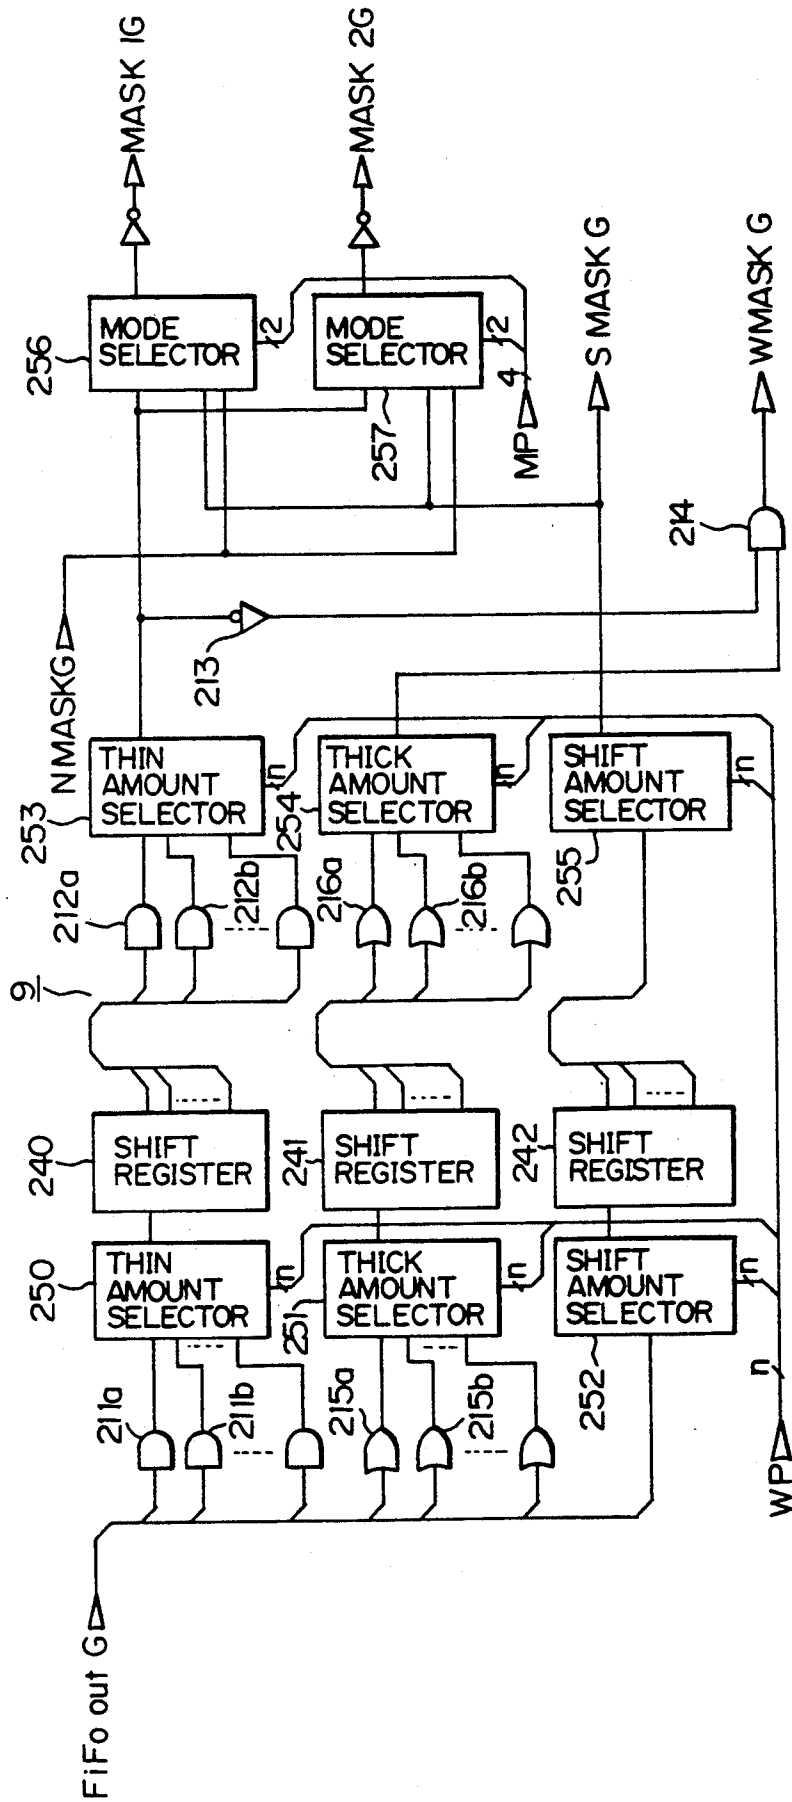 FiFo out G
211a
211b
215a
215b
250
THIN
AMOUNT
SELECTOR
n
251
THICK
AMOUNT
SELECTOR
n
252
SHIFT
AMOUNT
SELECTOR
n
n
WP
240
SHIFT
REGISTER
241
SHIFT
REGISTER
242
SHIFT
REGISTER
9
212a
212b
216a
216b
253
THIN
AMOUNT
SELECTOR
n
254
THICK
AMOUNT
SELECTOR
n
255
SHIFT
AMOUNT
SELECTOR
n
NMASKG
213
214
256
MODE
SELECTOR
2
257
MODE
SELECTOR
2
4
MP
MASK 1G
MASK 2G
S MASK G
WMASK G